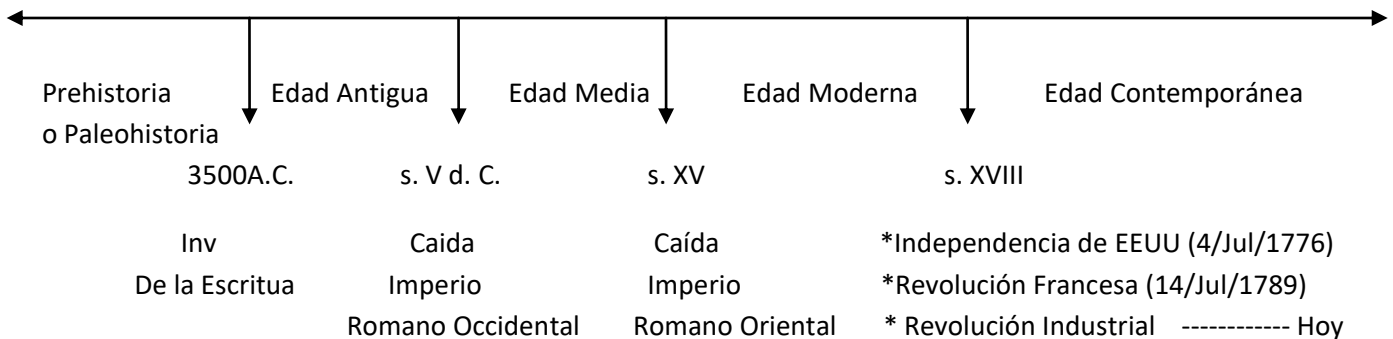 Prehistoria Edad Antigua Edad Media Edad Moderna Edad Contemporánea
o Paleohistoria
3500A.C. s. V d. C. s. XV s. XVIII
Inv Caida Caída *Independencia de EEUU (4/Jul/1776)
De la Escritua Imperio Imperio *Revolución Francesa (14/Jul/1789)
Romano Occidental Romano Oriental * Revolución Industrial ------------ Hoy